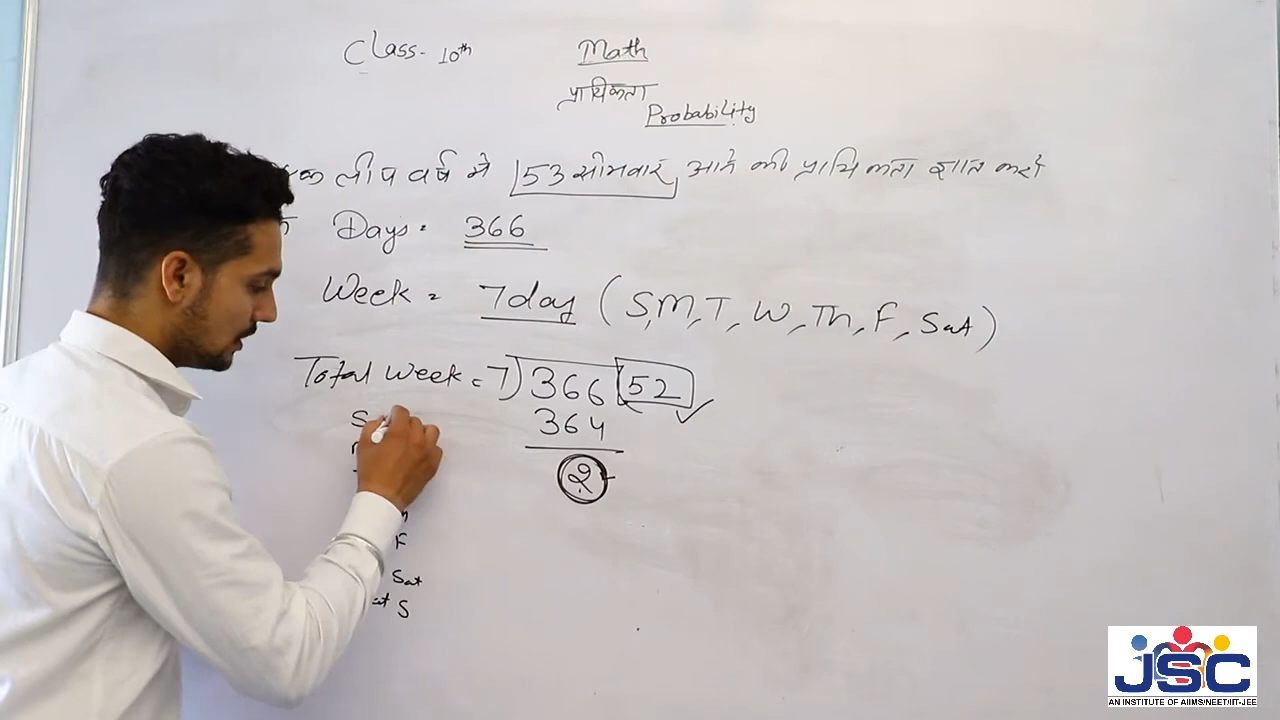 Class- 10th Math
प्रायिकता
Probability
लीप वर्ष मे 53 सोमवार आने की प्रायिकता ज्ञात करो
Days = 366
Week = 7day (S, M, T, W, Th, F, Sat)
Total week = 7) 366 (52
364
2
S
F
Sat
S
JSC
AN INSTITUTE OF AIIMS/NEET/IIT-JEE